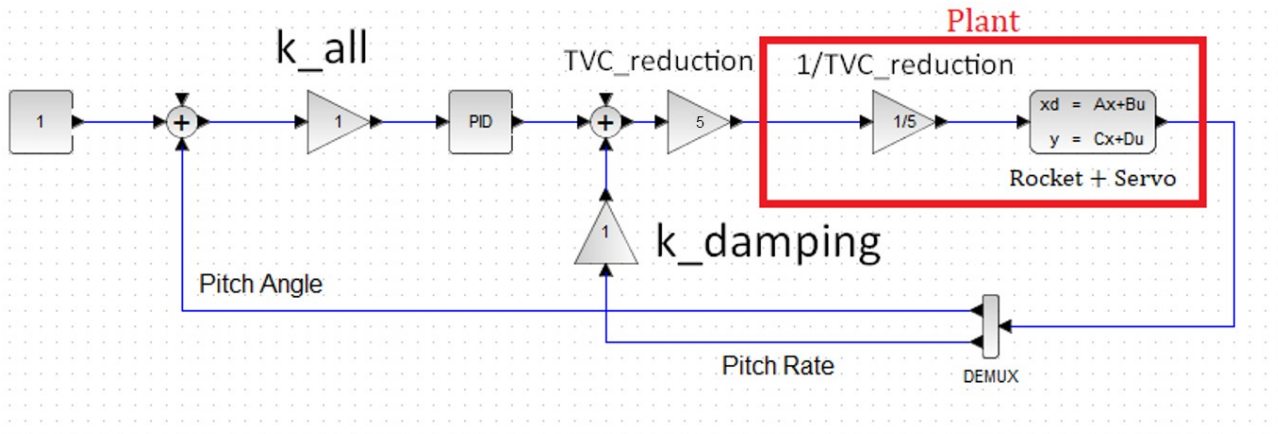 Plant
k_all
TVC_reduction
1/TVC_reduction
1
+
1
PID
+
5
1/5
xd = Ax+Bu
y = Cx+Du
Rocket + Servo
1
k_damping
Pitch Angle
Pitch Rate
DEMUX